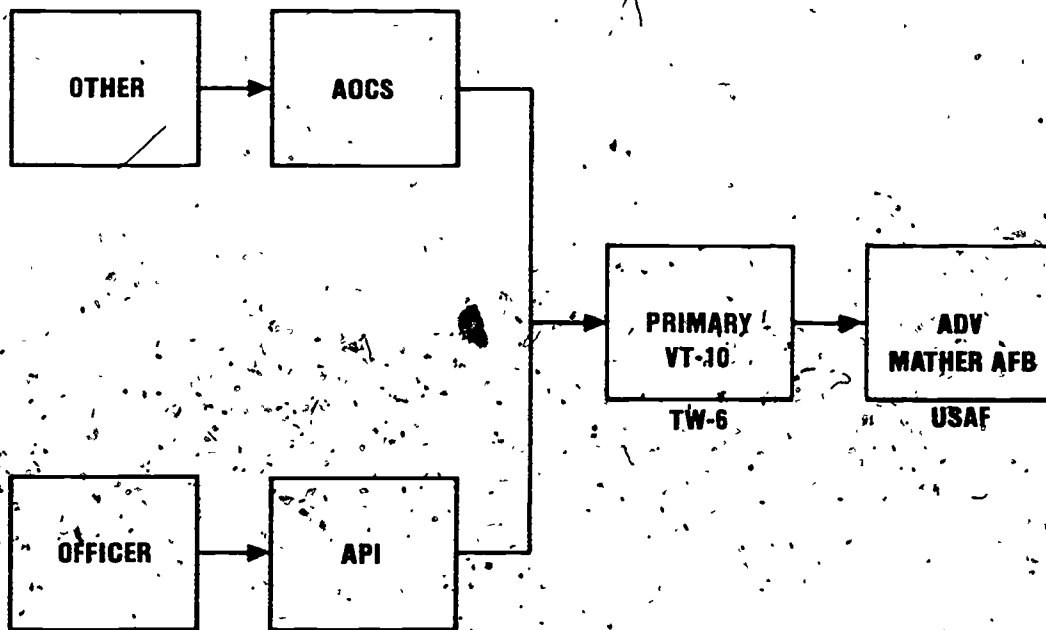 OTHER
AOCS
PRIMARY
VT-10
TW-6
ADV
MATHER AFB
USAF
OFFICER
API